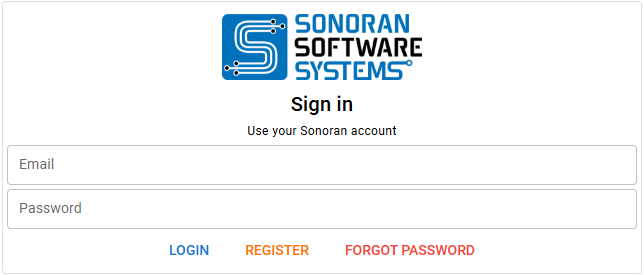 SONORAN
SOFTWARE
SYSTEMS
Sign in
Use your Sonoran account
Email
Password
LOGIN REGISTER FORGOT PASSWORD